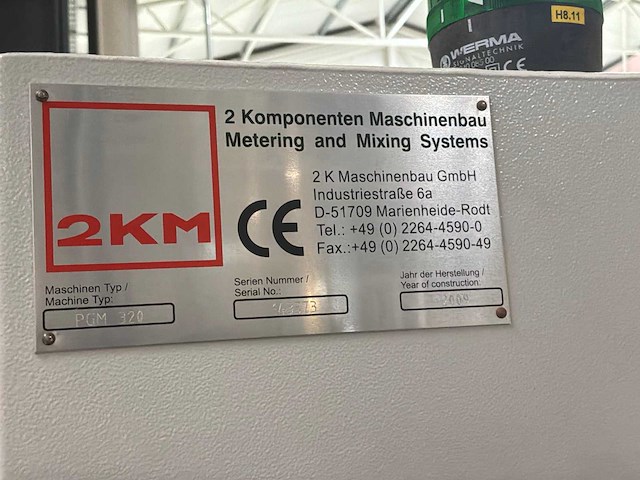 H8.11
WERMA
SIGNALTECHNIK
CE
2KM
2 Komponenten Maschinenbau
Metering and Mixing Systems
2 K Maschinenbau GmbH
Industriestraße 6a
D-51709 Marienheide-Rodt
Tel.: +49 (0) 2264-4590-0
Fax.:+49 (0) 2264-4590-49
CE
Maschinen Typ /
Machine Typ:
PGM 320
Serien Nummer /
Serial No.:
Jahr der Herstellung /
Year of construction:
2009